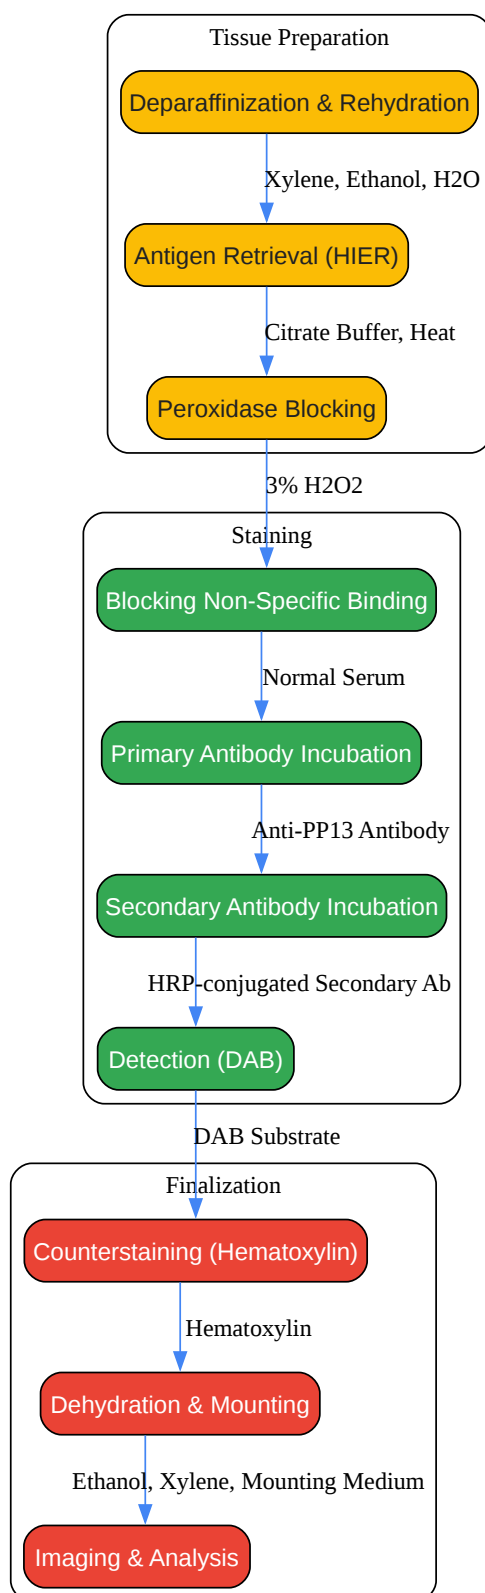 Tissue Preparation
Deparaffinization & Rehydration
Xylene, Ethanol, H2O
Antigen Retrieval (HIER)
Citrate Buffer, Heat
Peroxidase Blocking
3% H2O2
Staining
Blocking Non-Specific Binding
Normal Serum
Primary Antibody Incubation
Anti-PP13 Antibody
Secondary Antibody Incubation
HRP-conjugated Secondary Ab
Detection (DAB)
DAB Substrate
Finalization
Counterstaining (Hematoxylin)
Hematoxylin
Dehydration & Mounting
Ethanol, Xylene, Mounting Medium
Imaging & Analysis